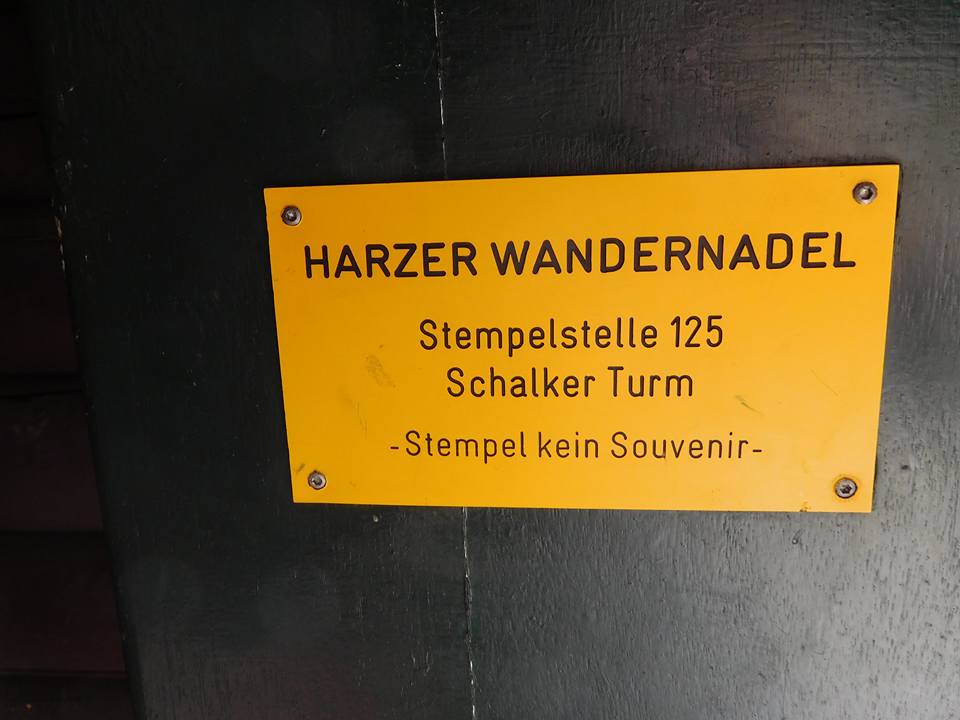 HARZER WANDERNADEL
Stempelstelle 125
Schalker Turm
-Stempel kein Souvenir-